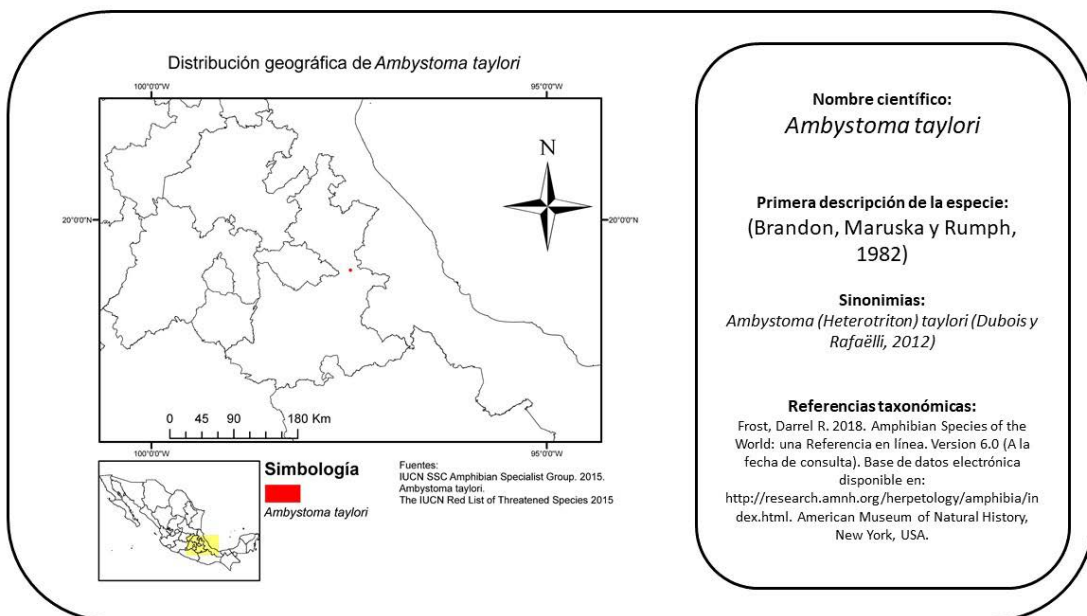 Distribución geográfica de Ambystoma taylori
100°0'0"W
95°0'0"W
20°0'0"N
20°0'0"N
N
0 45 90 180 Km
100°0'0"W
95°0'0"W
Simbología
Ambystoma taylori
Fuentes:
IUCN SSC Amphibian Specialist Group. 2015.
Ambystoma taylori.
The IUCN Red List of Threatened Species 2015
Nombre científico:
Ambystoma taylori
Primera descripción de la especie:
(Brandon, Maruska y Rumph,
1982)
Sinonimias:
Ambystoma (Heterotriton) taylori (Dubois y
Rafaëlli, 2012)
Referencias taxonómicas:
Frost, Darrel R. 2018. Amphibian Species of the
World: una Referencia en línea. Version 6.0 (A la
fecha de consulta). Base de datos electrónica
disponible en:
http://research.amnh.org/herpetology/amphibia/in
dex.html. American Museum of Natural History,
New York, USA.